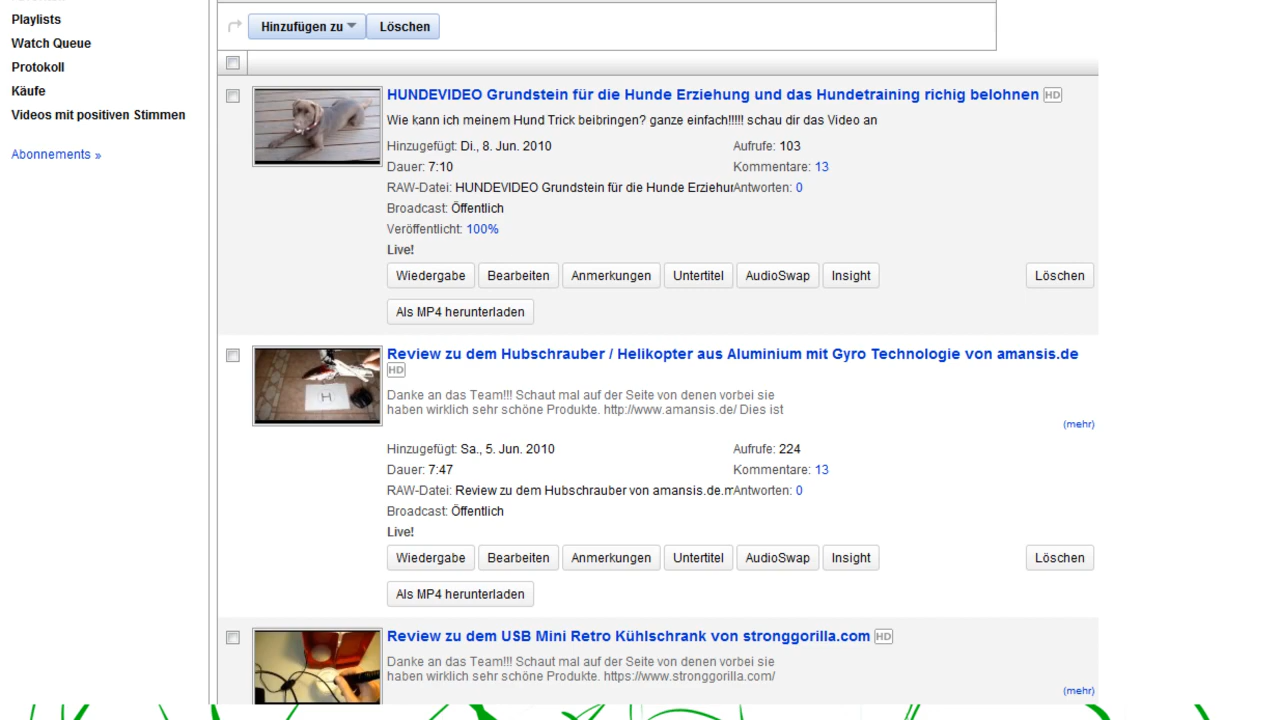 Playlists
Watch Queue
Protokoll
Käufe
Videos mit positiven Stimmen
Abonnements »
Hinzufügen zu Löschen
HUNDEVIDEO Grundstein für die Hunde Erziehung und das Hundetraining richig belohnen HD
Wie kann ich meinem Hund Trick beibringen? ganze einfach!!!!! schau dir das Video an
Hinzugefügt: Di., 8. Jun. 2010 Aufrufe: 103
Dauer: 7:10 Kommentare: 13
RAW-Datei: HUNDEVIDEO Grundstein für die Hunde Erziehur Antworten: 0
Broadcast: Öffentlich
Veröffentlicht: 100%
Live!
Wiedergabe Bearbeiten Anmerkungen Untertitel AudioSwap Insight Löschen
Als MP4 herunterladen
Review zu dem Hubschrauber / Helikopter aus Aluminium mit Gyro Technologie von amansis.de
HD
H
Danke an das Team!!! Schaut mal auf der Seite von denen vorbei sie
haben wirklich sehr schöne Produkte. http://www.amansis.de/ Dies ist
(mehr)
Hinzugefügt: Sa., 5. Jun. 2010 Aufrufe: 224
Dauer: 7:47 Kommentare: 13
RAW-Datei: Review zu dem Hubschrauber von amansis.de.m Antworten: 0
Broadcast: Öffentlich
Live!
Wiedergabe Bearbeiten Anmerkungen Untertitel AudioSwap Insight Löschen
Als MP4 herunterladen
Review zu dem USB Mini Retro Kühlschrank von stronggorilla.com HD
Danke an das Team!!! Schaut mal auf der Seite von denen vorbei sie
haben wirklich sehr schöne Produkte. https://www.stronggorilla.com/
(mehr)